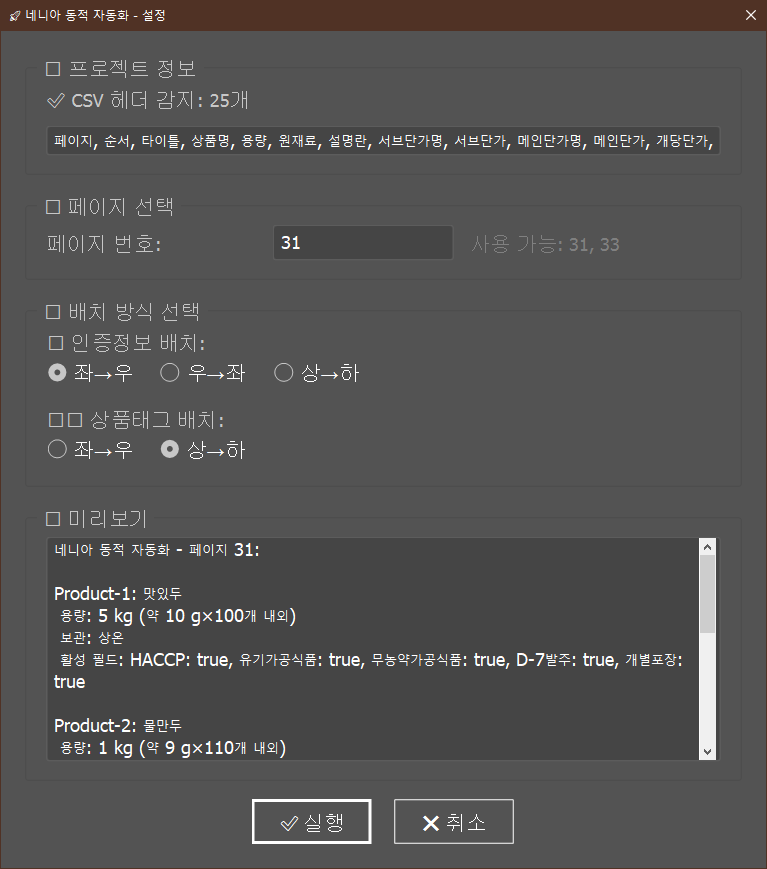 네니아 동적 자동화 - 설정
프로젝트 정보
✓ CSV 헤더 감지: 25개
페이지, 순서, 타이틀, 상품명, 용량, 원재료, 설명란, 서브단가명, 서브단가, 메인단가명, 메인단가, 개당단가,
페이지 선택
페이지 번호: 31 사용 가능: 31, 33
배치 방식 선택
인증정보 배치:
좌→우 우→좌 상→하
상품태그 배치:
좌→우 상→하
미리보기
네니아 동적 자동화 - 페이지 31:
Product-1: 맛있두
용량: 5 kg (약 10 g×100개 내외)
보관: 상온
활성 필드: HACCP: true, 유기가공식품: true, 무농약가공식품: true, D-7발주: true, 개별포장:
true
Product-2: 물만두
용량: 1 kg (약 9 g×110개 내외)
✓ 실행 ✕ 취소